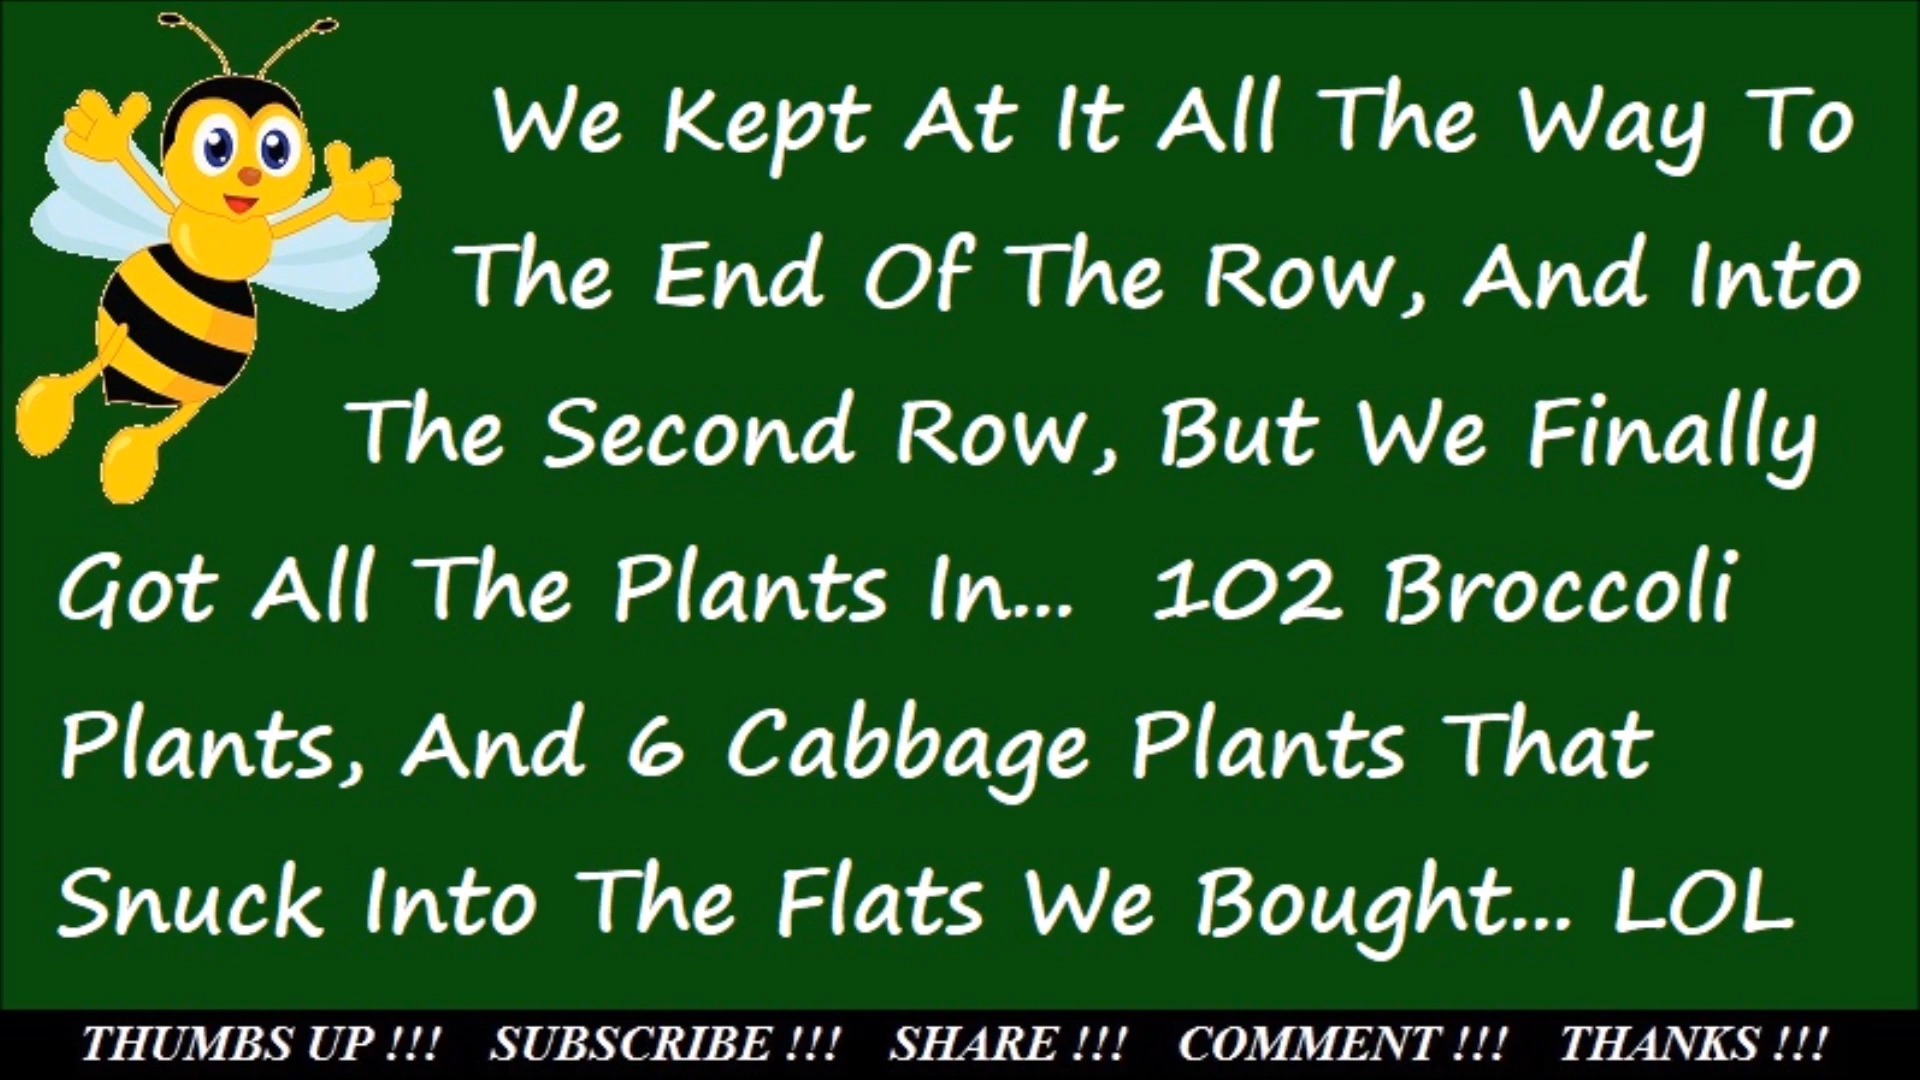 We Kept At It All The Way To
The End Of The Row, And Into
The Second Row, But We Finally
Got All The Plants In...  102 Broccoli
Plants, And 6 Cabbage Plants That
Snuck Into The Flats We Bought... LOL
THUMBS UP !!! SUBSCRIBE !!! SHARE !!! COMMENT !!! THANKS !!!